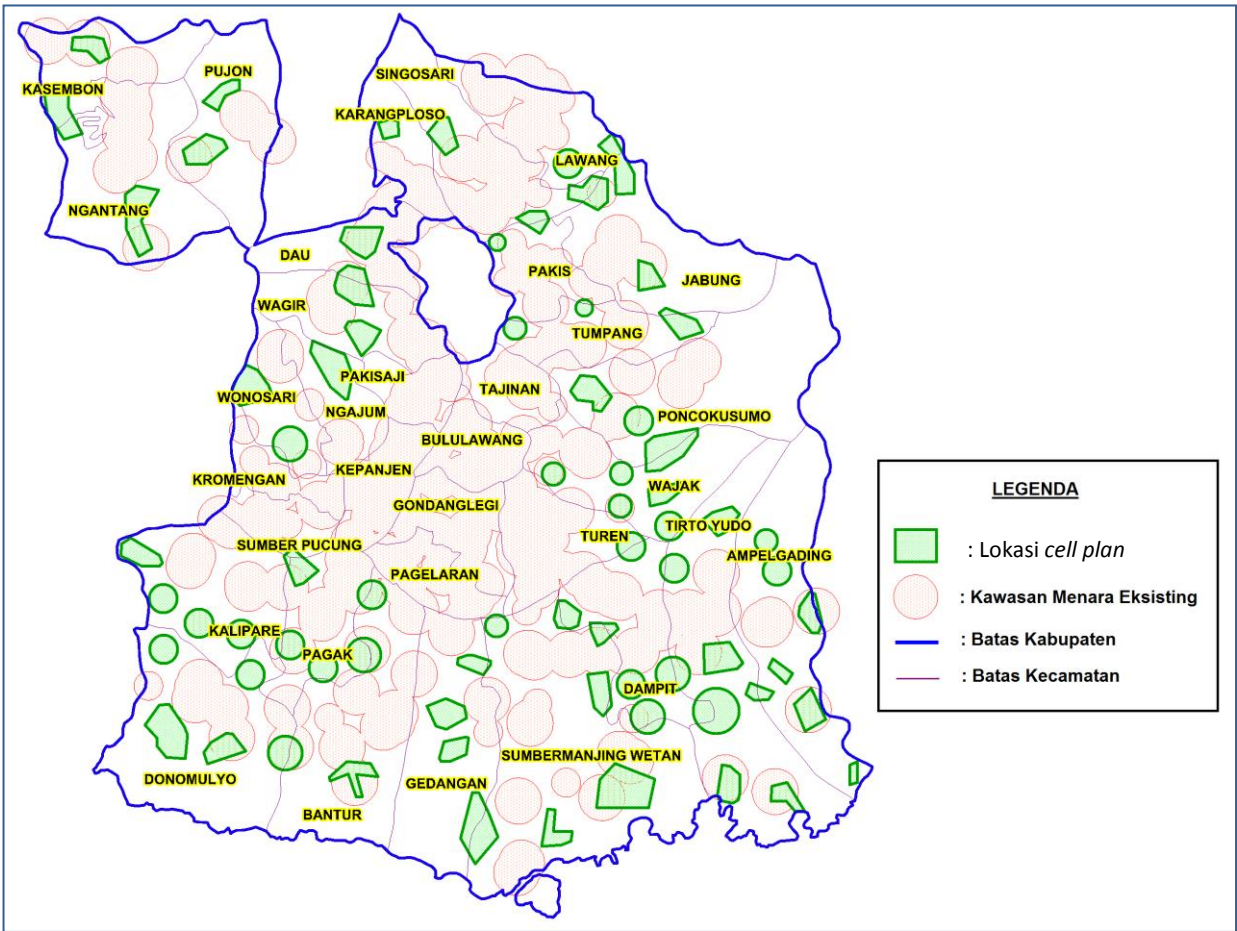 PUJON
KASEMBON
NGANTANG
SINGOSARI
KARANGPLOSO
LAWANG
DAU
PAKIS
JABUNG
WAGIR
TUMPANG
PAKISAJI
TAJINAN
WONOSARI
NGAJUM
PONCOKUSUMO
BULULAWANG
KEPANJEN
KROMENGAN
WAJAK
GONDANGLEGI
TIRTO YUDO
TUREN
SUMBER PUCUNG
AMPELGADING
PAGELARAN
KALIPARE
PAGAK
DAMPIT
SUMBERMANJING WETAN
DONOMULYO
GEDANGAN
BANTUR
LEGENDA
: Lokasi cell plan
: Kawasan Menara Eksisting
: Batas Kabupaten
: Batas Kecamatan